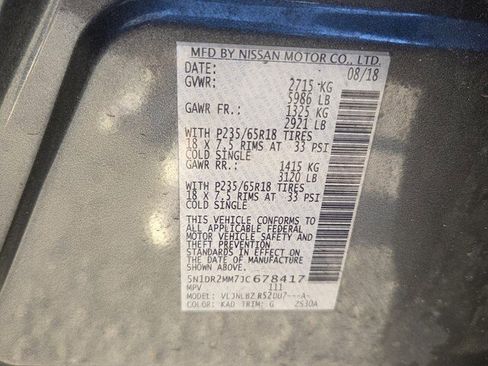 MFD BY NISSAN MOTOR CO., LTD.
DATE: 08/18
GVWR: 2715 KG
5986 LB
GAWR FR.: 1325 KG
2921 LB
WITH P235/65R18 TIRES
18 X 7.5 RIMS AT 33 PSI
COLD SINGLE
GAWR RR.: 1415 KG
3120 LB
WITH P235/65R18 TIRES
18 X 7.5 RIMS AT 33 PSI
COLD SINGLE
THIS VEHICLE CONFORMS TO
ALL APPLICABLE FEDERAL
MOTOR VEHICLE SAFETY AND
THEFT PREVENTION
STANDARDS IN EFFECT ON
THE DATE OF MANUFACTURE
SHOWN ABOVE.
5N1DR2MM7JC678417
MPV 111
MODEL:
COLOR: KAD TRIM: G 2S30A